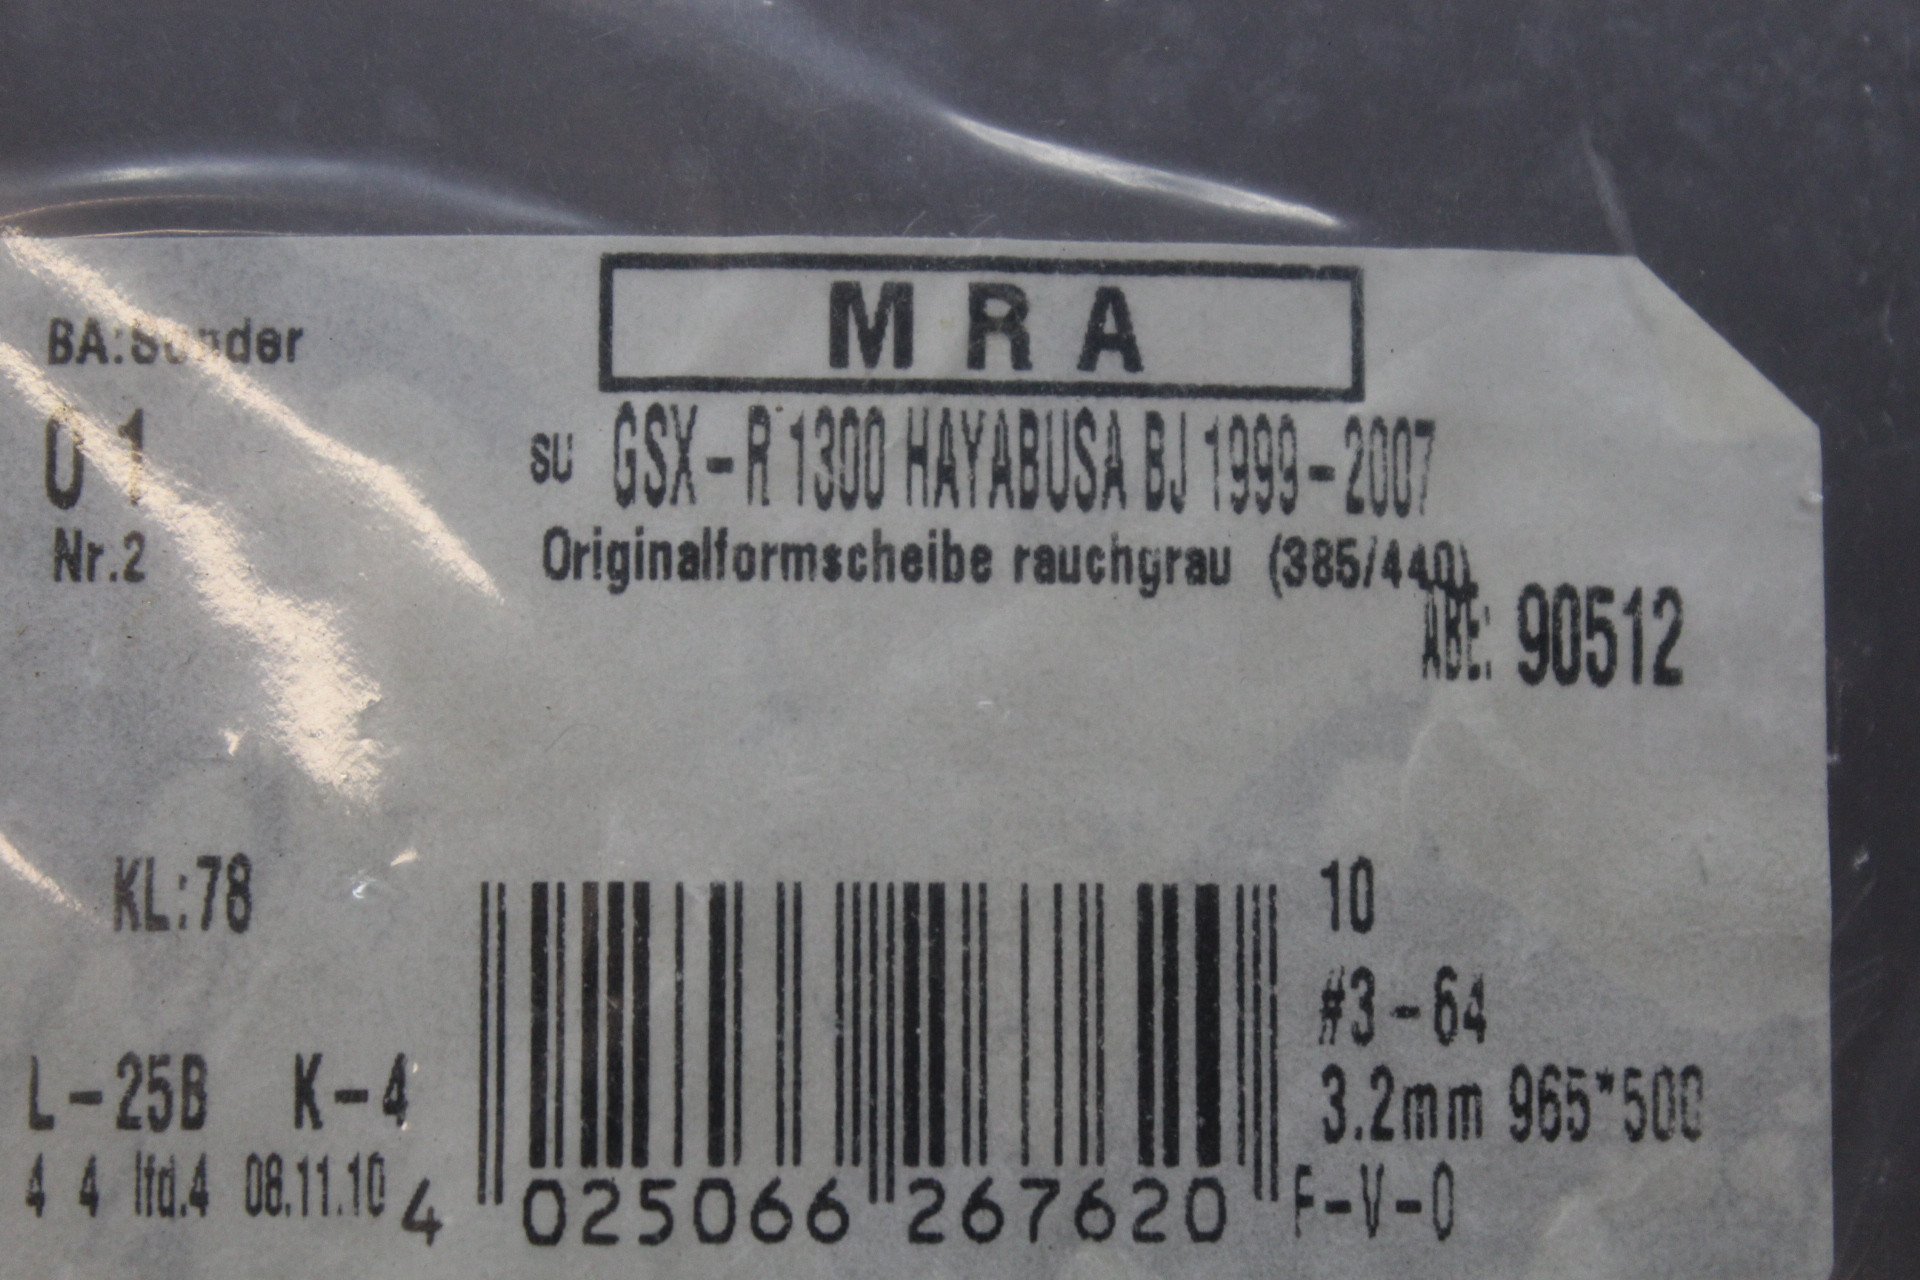 MRA
BA:Sonder
SU GSX-R 1300 HAYABUSA BJ 1999-2007
01
Originalformscheibe rauchgrau (385/440)
Nr.2
ABE: 90512
KL:78
10
#3-64
L-25B K-4
3.2mm 965*500
4 4 lfd.4 08.11.10
4 025066 267620
F-V-0